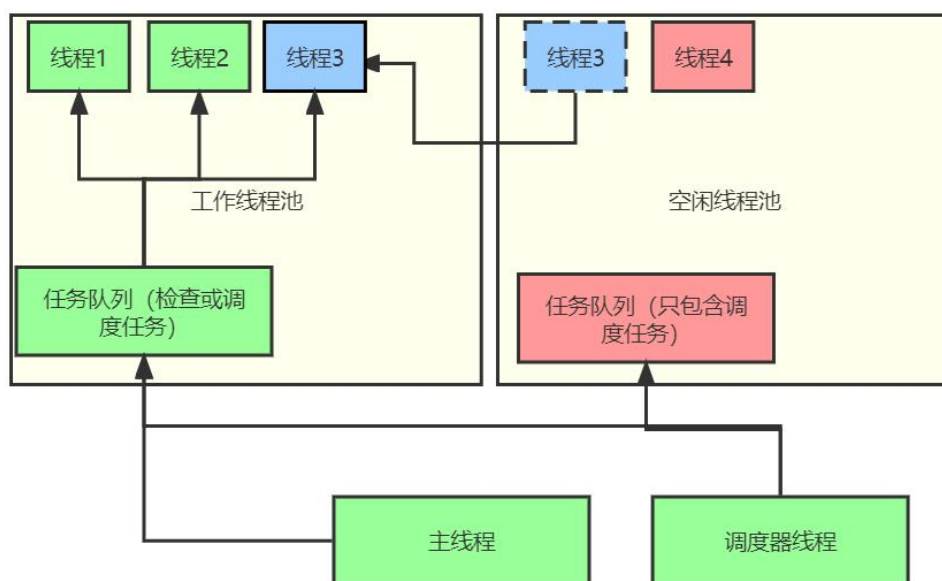 线程1
线程2
线程3
线程3
线程4
工作线程池
空闲线程池
任务队列（检查或调
度任务）
任务队列（只包含调
度任务）
主线程
调度器线程